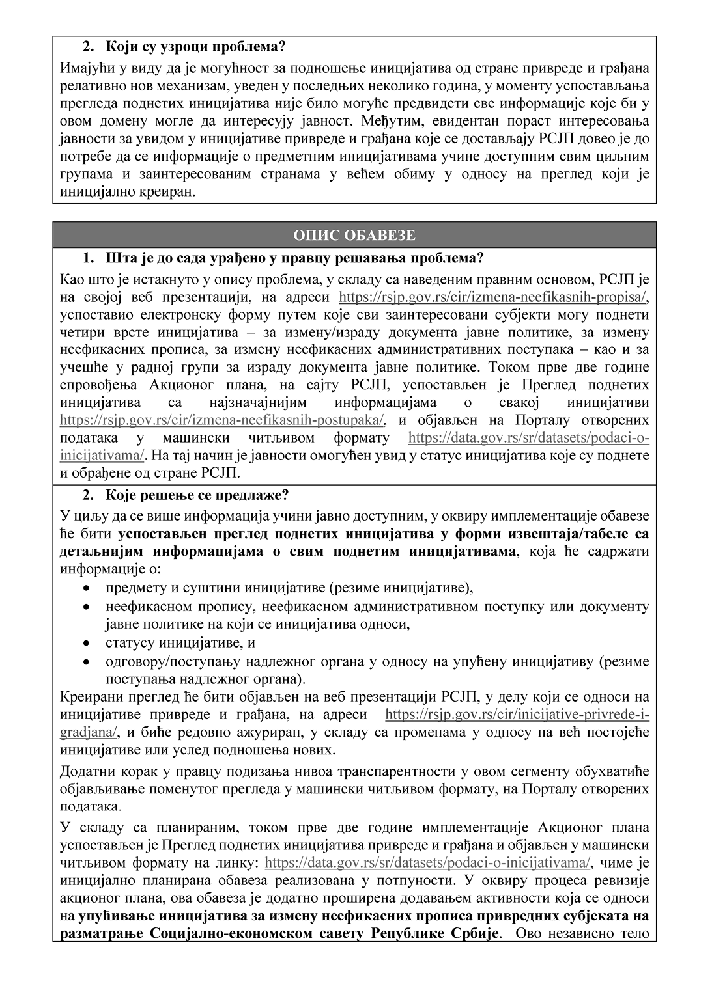 2. Који су узроци проблема?
Имајући у виду да је могућност за подношење иницијатива од стране привреде и грађана
релативно нов механизам, уведен у последњих неколико година, у моменту успостављања
прегледа поднетих иницијатива није било могуће предвидети све информације које би у
овом домену могле да интересују јавност. Међутим, евидентан пораст интересовања
јавности за увидом у иницијативе привреде и грађана које се достављају РСЈП довео је до
потребе да се информације о предметним иницијативама учине доступним свим циљним
групама и заинтересованим странама у већем обиму у односу на преглед који је
иницијално креиран.
ОПИС ОБАВЕЗЕ
1. Шта је до сада урађено у правцу решавања проблема?
Као што је истакнуто у опису проблема, у складу са наведеним правним основом, РСЈП је
на својој веб презентацији, на адреси https://rsjp.gov.rs/cir/izmena-neefikasnih-propisa/,
успоставио електронску форму путем које сви заинтересовани субјекти могу поднети
четири врсте иницијатива – за измену/израду документа јавне политике, за измену
неефикасних прописа, за измену неефикасних административних поступака – као и за
учешће у радној групи за израду документа јавне политике. Током прве две године
спровођења Акционог плана, на сајту РСЈП, успостављен је Преглед поднетих
иницијатива са најзначајнијим информацијама о свакој иницијативи
https://rsjp.gov.rs/cir/izmena-neefikasnih-postupaka/, и објављен на Порталу отворених
података у машински читљивом формату https://data.gov.rs/sr/datasets/podaci-o-
inicijativama/. На тај начин је јавности омогућен увид у статус иницијатива које су поднете
и обрађене од стране РСЈП.
2. Које решење се предлаже?
У циљу да се више информација учини јавно доступним, у оквиру имплементације обавезе
ће бити успостављен преглед поднетих иницијатива у форми извештаја/табеле са
детаљнијим информацијама о свим поднетим иницијативама, која ће садржати
информације о:
• предмету и суштини иницијативе (резиме иницијативе),
• неефикасном пропису, неефикасном административном поступку или документу
јавне политике на који се иницијатива односи,
• статусу иницијативе, и
• одговору/поступању надлежног органа у односу на упућену иницијативу (резиме
поступања надлежног органа).
Креирани преглед ће бити објављен на веб презентацији РСЈП, у делу који се односи на
иницијативе привреде и грађана, на адреси https://rsjp.gov.rs/cir/inicijative-privrede-i-
gradjana/, и биће редовно ажуриран, у складу са променама у односу на већ постојеће
иницијативе или услед подношења нових.
Додатни корак у правцу подизања нивоа транспарентности у овом сегменту обухватиће
објављивање поменутог прегледа у машински читљивом формату, на Порталу отворених
података.
У складу са планираним, током прве две године имплементације Акционог плана
успостављен је Преглед поднетих иницијатива привреде и грађана и објављен у машински
читљивом формату на линку: https://data.gov.rs/sr/datasets/podaci-o-inicijativama/, чиме је
иницијално планирана обавеза реализована у потпуности. У оквиру процеса ревизије
акционог плана, ова обавеза је додатно проширена додавањем активности која се односи
на упућивање иницијатива за измену неефикасних прописа привредних субјеката на
разматрање Социјално-економском савету Републике Србије. Ово независно тело